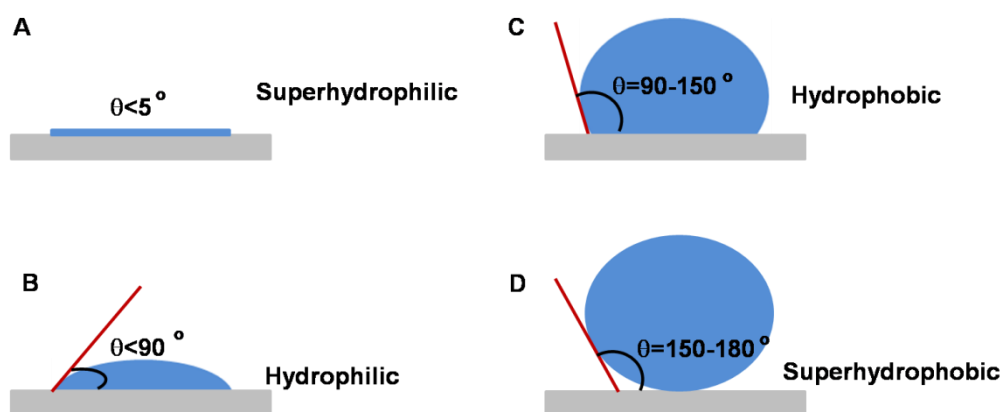 A
θ<5°
Superhydrophilic
B
θ<90°
Hydrophilic
C
θ=90-150°
Hydrophobic
D
θ=150-180°
Superhydrophobic